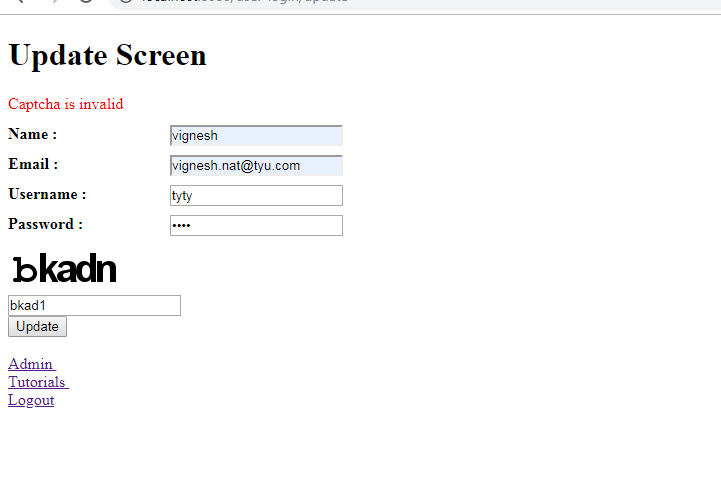 Update Screen
Captcha is invalid
Name : vignesh
Email : vignesh.nat@tyu.com
Username : tyty
Password : ••••
bkadn
bkad1
Update
Admin
Tutorials
Logout